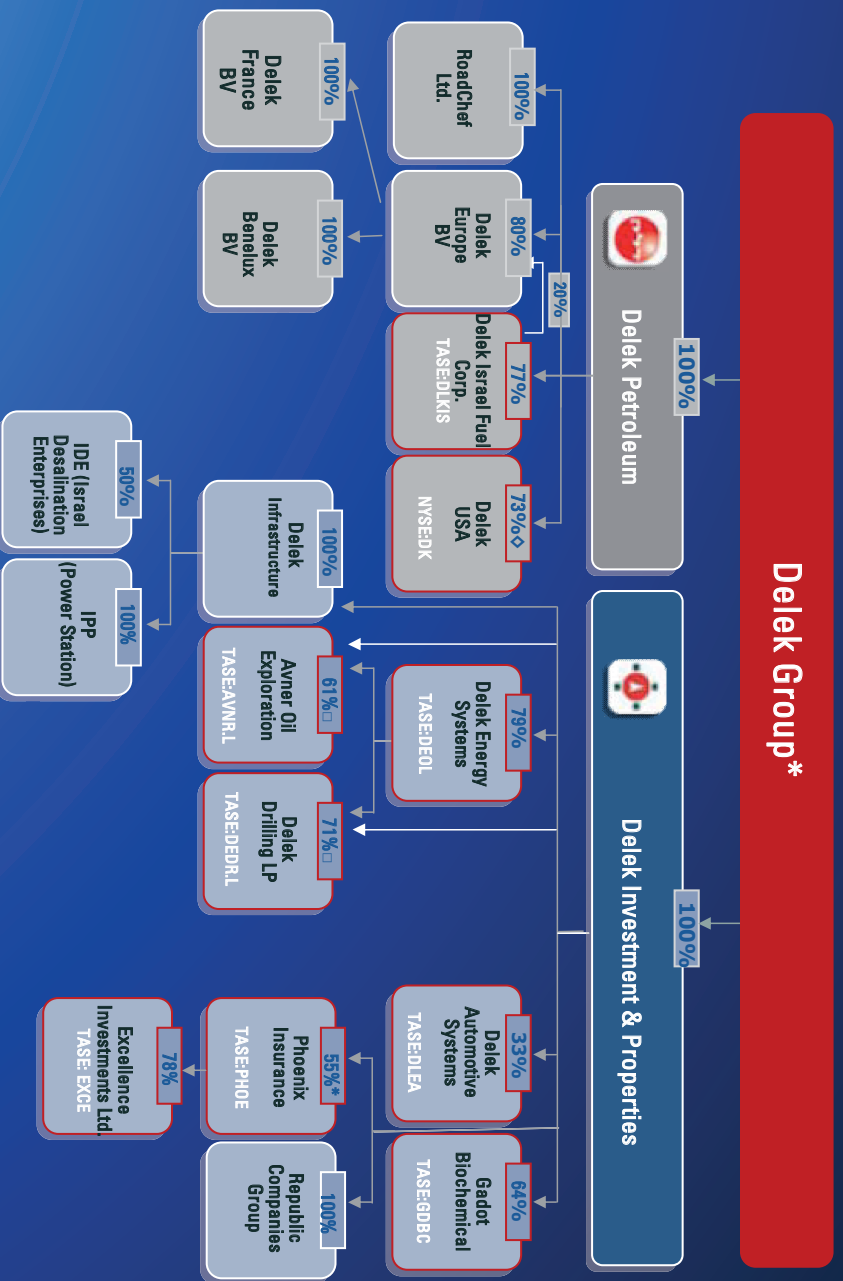 Delek Group*
100%
Delek Petroleum
100%
Delek Investment & Properties
100%
RoadChef
Ltd.
80%
Delek
Europe
BV
20%
77%
Delek Israel Fuel
Corp.
TASE:DLKIS
73%◇
Delek
USA
NYSE:DK
79%
Delek Energy
Systems
TASE:DEOL
33%
Delek
Automotive
Systems
TASE:DLEA
64%
Gadot
Biochemical
TASE:GDBC
100%
Delek
France
BV
100%
Delek
Benelux
BV
100%
Delek
Infrastructure
61%□
Avner Oil
Exploration
TASE:AVNR.L
71%□
Delek
Drilling LP
TASE:DEDR.L
55%*
Phoenix
Insurance
TASE:PHOE
100%
Republic
Companies
Group
50%
IDE (Israel
Desalination
Enterprises)
100%
IPP
(Power Station)
78%
Excellence
Investments Ltd.
TASE: EXCE